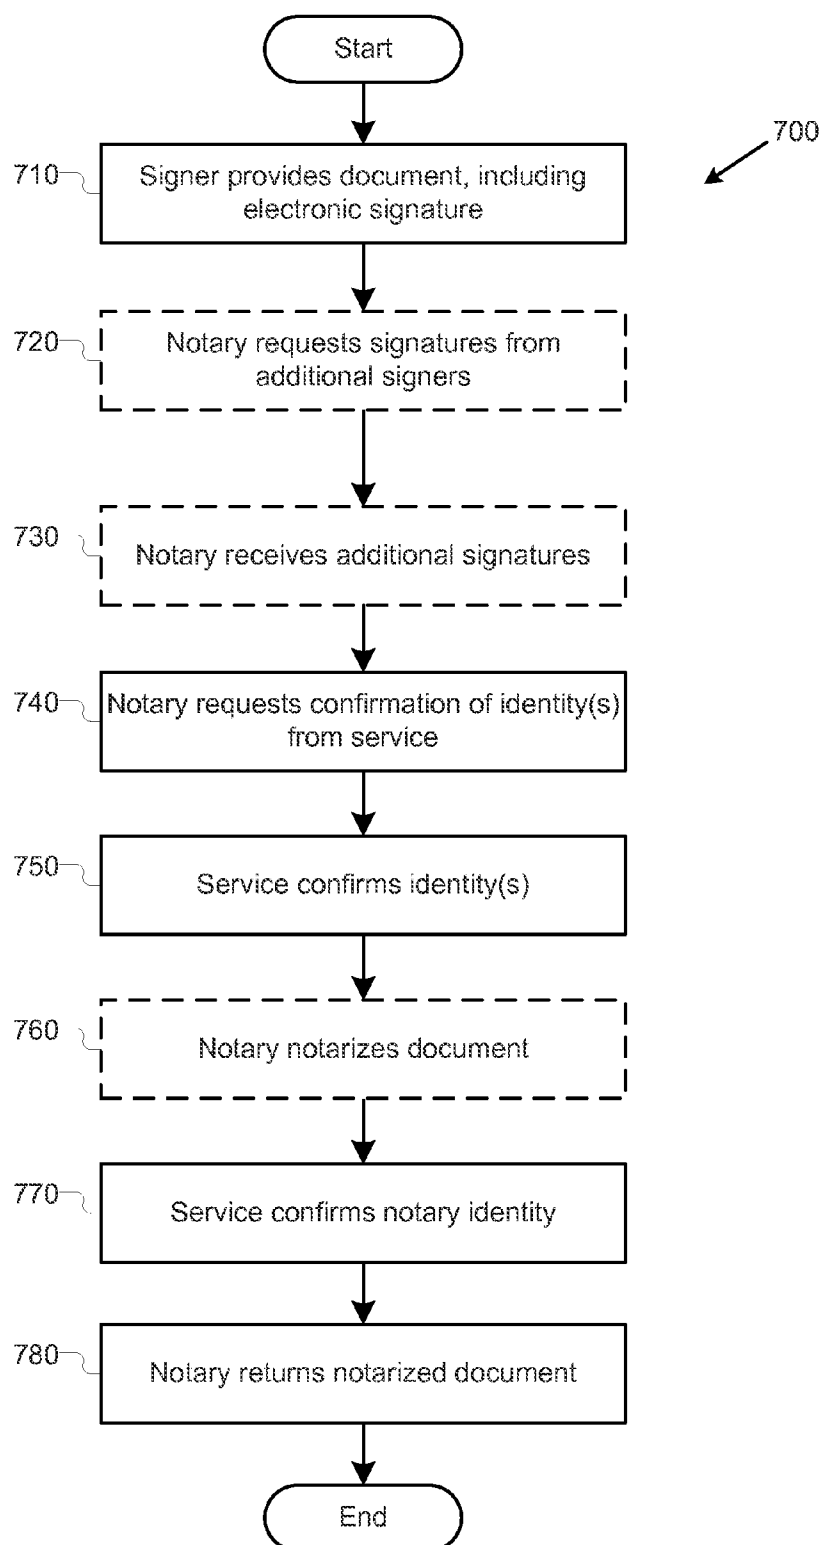 Start
700
710
Signer provides document, including
electronic signature
720
Notary requests signatures from
additional signers
730
Notary receives additional signatures
740
Notary requests confirmation of identity(s)
from service
750
Service confirms identity(s)
760
Notary notarizes document
770
Service confirms notary identity
780
Notary returns notarized document
End